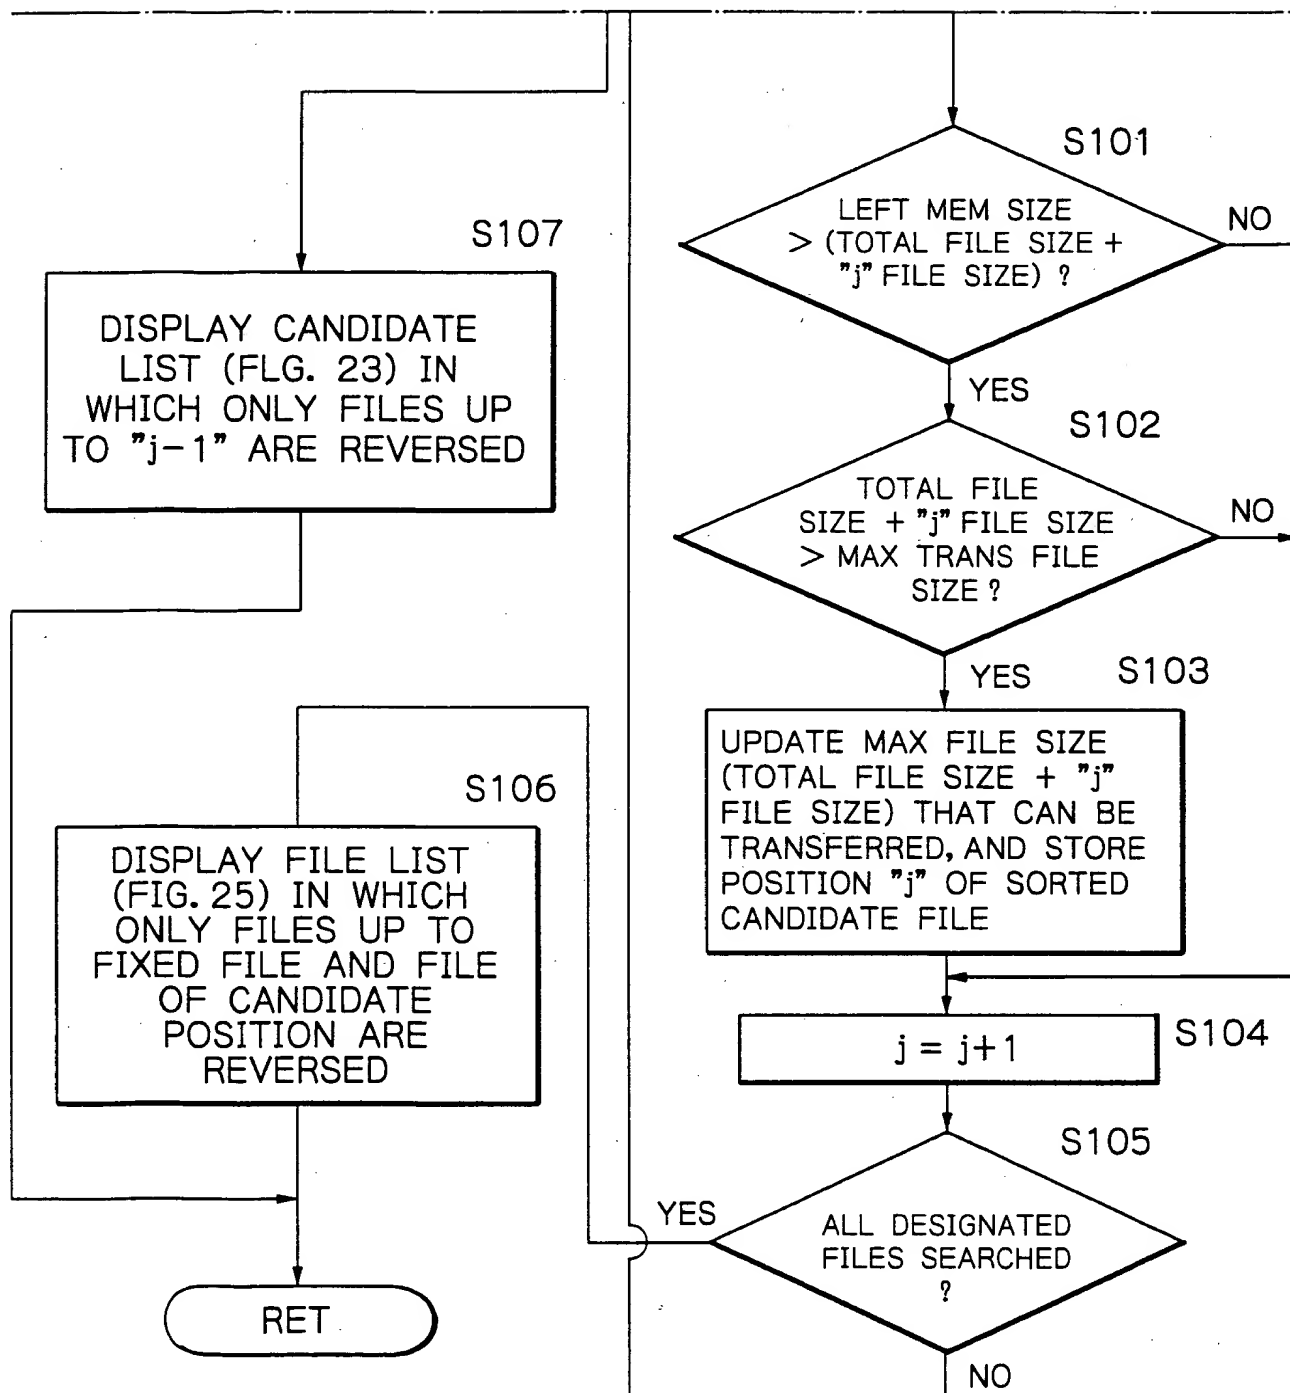 S101
LEFT MEM SIZE
> (TOTAL FILE SIZE +
"j" FILE SIZE) ?
NO
YES
S107
DISPLAY CANDIDATE
LIST (FLG. 23) IN
WHICH ONLY FILES UP
TO "j-1" ARE REVERSED
S102
TOTAL FILE
SIZE + "j" FILE SIZE
> MAX TRANS FILE
SIZE ?
NO
YES
S103
UPDATE MAX FILE SIZE
(TOTAL FILE SIZE + "j"
FILE SIZE) THAT CAN BE
TRANSFERRED, AND STORE
POSITION "j" OF SORTED
CANDIDATE FILE
S106
DISPLAY FILE LIST
(FIG. 25) IN WHICH
ONLY FILES UP TO
FIXED FILE AND FILE
OF CANDIDATE
POSITION ARE
REVERSED
S104
j = j+1
S105
YES
ALL DESIGNATED
FILES SEARCHED
?
RET
NO